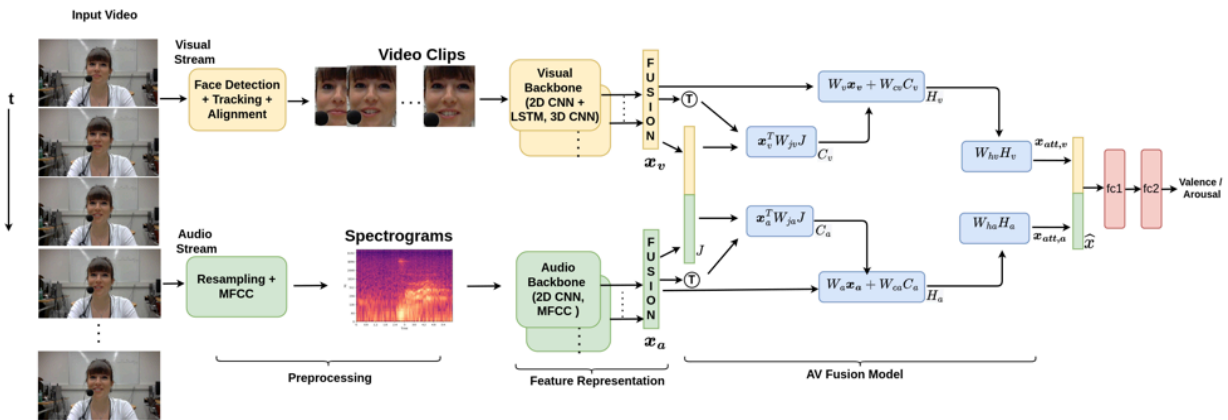 Input Video
t
Visual
Stream
Face Detection
+ Tracking +
Alignment
Video Clips
Visual
Backbone
(2D CNN +
LSTM, 3D CNN)
FUSION
x_v
T
W_v x_v + W_cv C_v
H_v
x_v^T W_jv J
C_v
W_hv H_v
x_att,v
Audio
Stream
Resampling +
MFCC
Spectrograms
Audio
Backbone
(2D CNN,
MFCC )
FUSION
x_a
T
J
x_a^T W_ja J
C_a
W_a x_a + W_ca C_a
H_a
W_ha H_a
x_att,a
x̂
fc1
fc2
Valence /
Arousal
Preprocessing
Feature Representation
AV Fusion Model